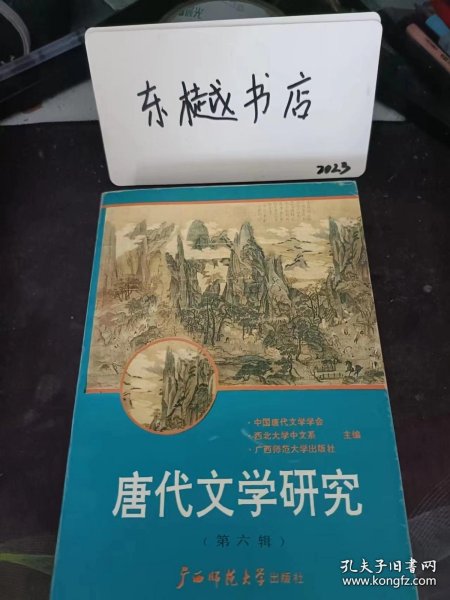 东樾书店
2023
·中国唐代文学学会
·西北大学中文系 主编
·广西师范大学出版社
唐代文学研究
(第六辑)
广西师范大学出版社
孔夫子旧书网
www.kongfz.com